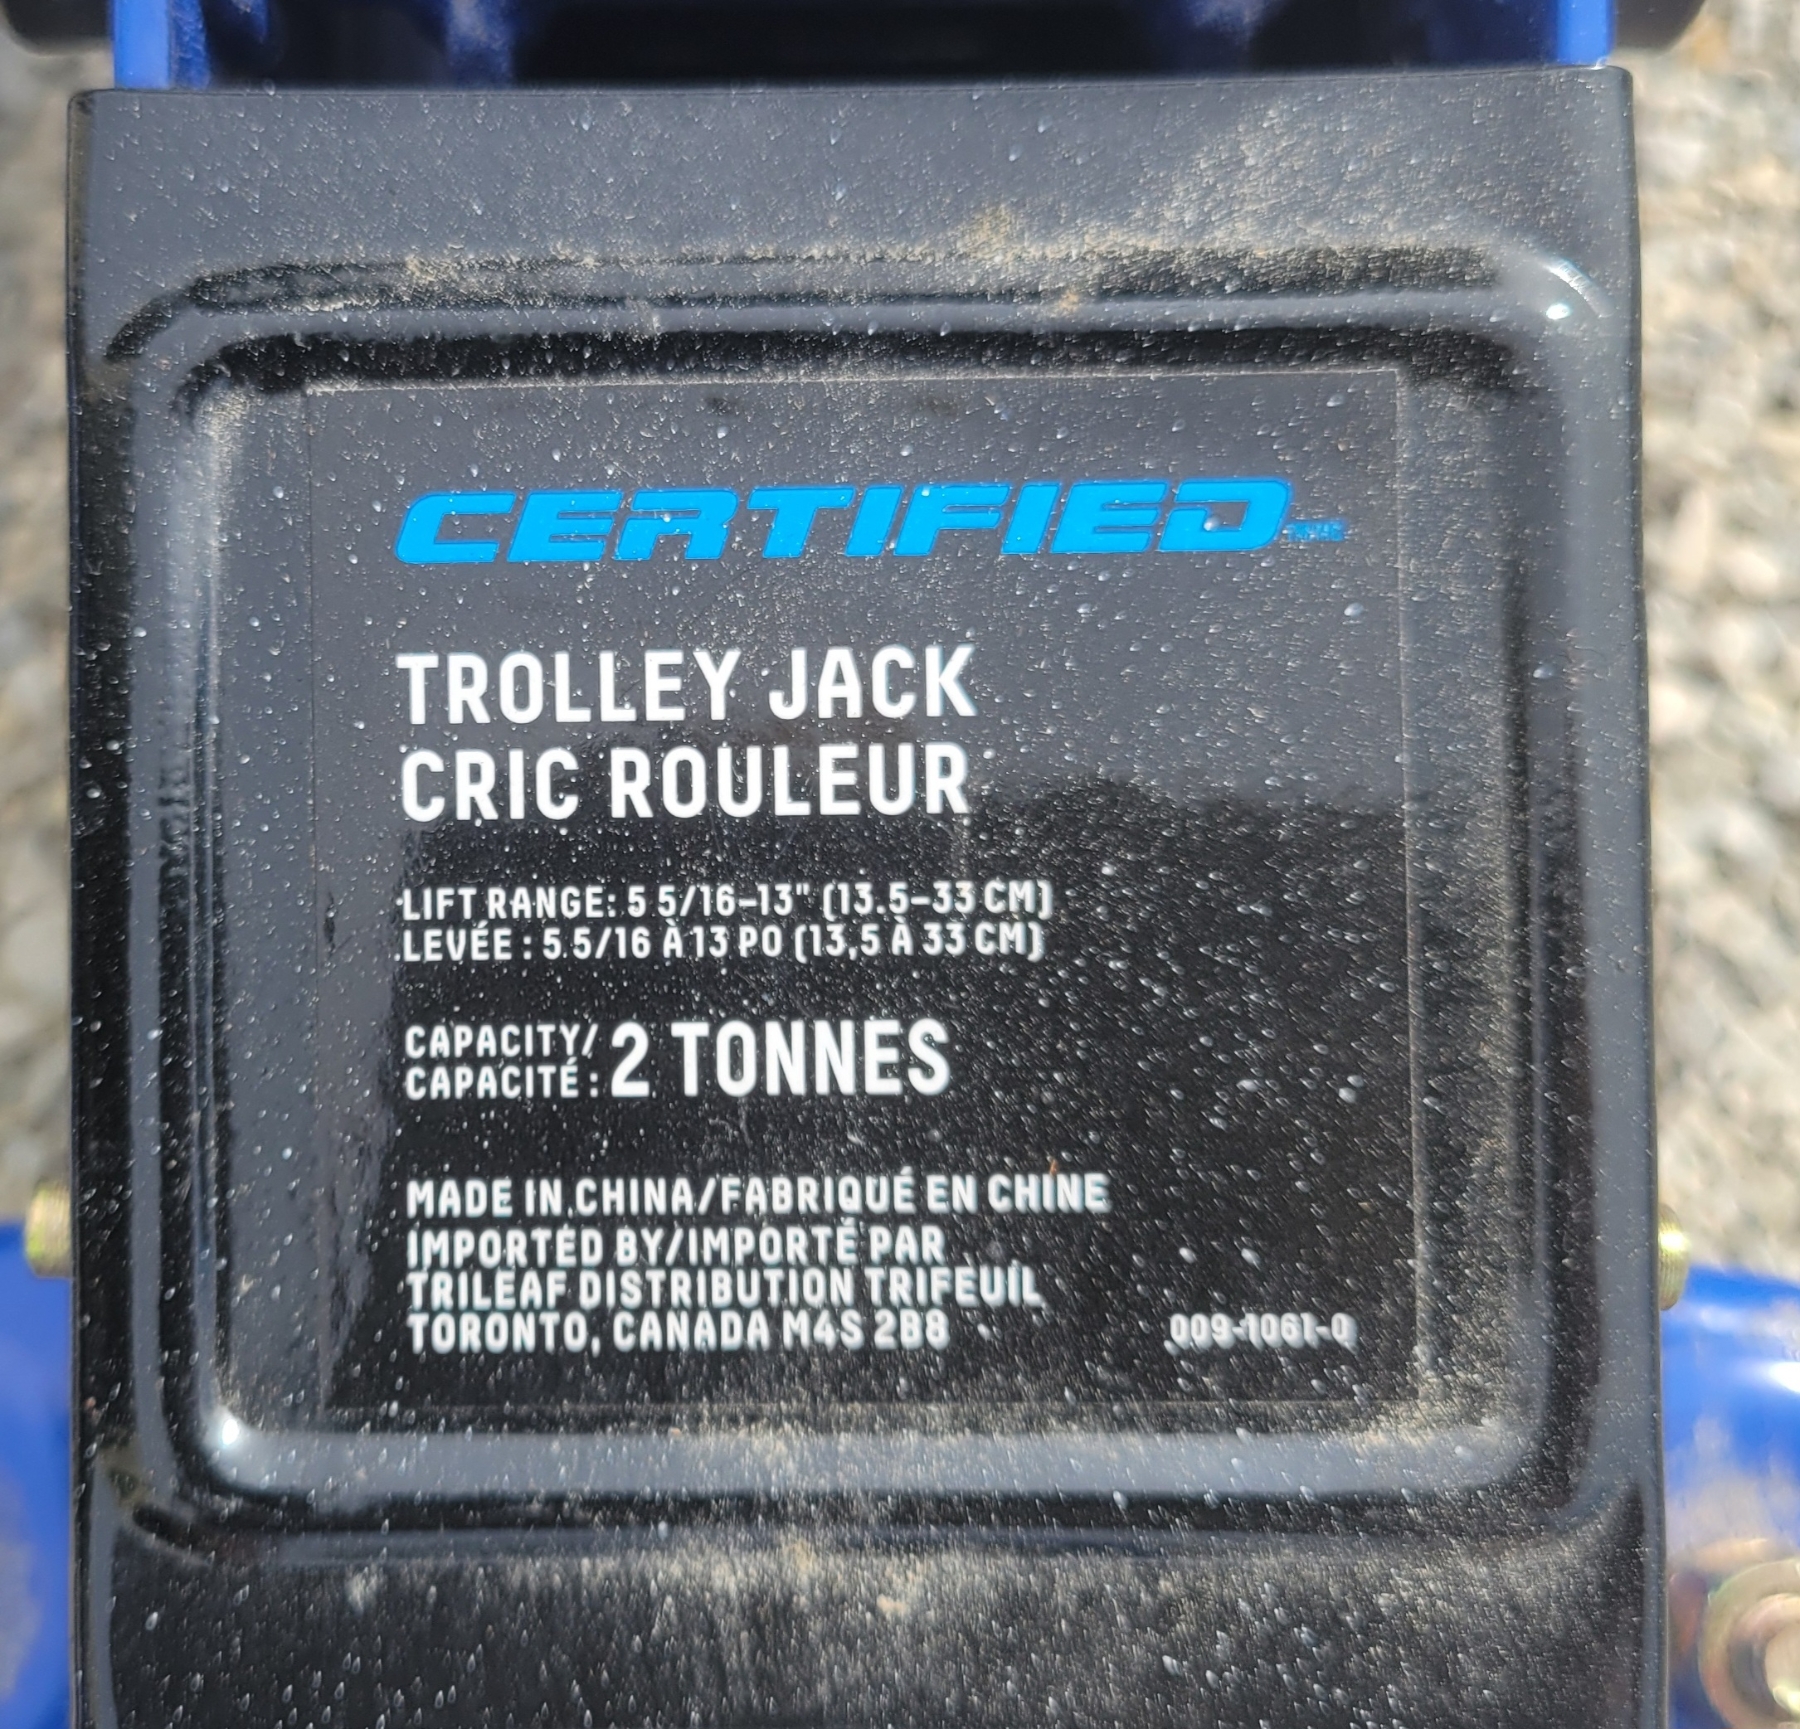 CERTIFIED
TROLLEY JACK
CRIC ROULEUR
LIFT RANGE: 5 5/16–13" (13.5–33 CM)
LEVÉE : 5 5/16 À 13 PO (13,5 À 33 CM)
CAPACITY/
CAPACITÉ : 2 TONNES
MADE IN CHINA/FABRIQUÉ EN CHINE
IMPORTED BY/IMPORTÉ PAR
TRILEAF DISTRIBUTION TRIFEUIL
TORONTO, CANADA M4S 2B8
009-1061-0